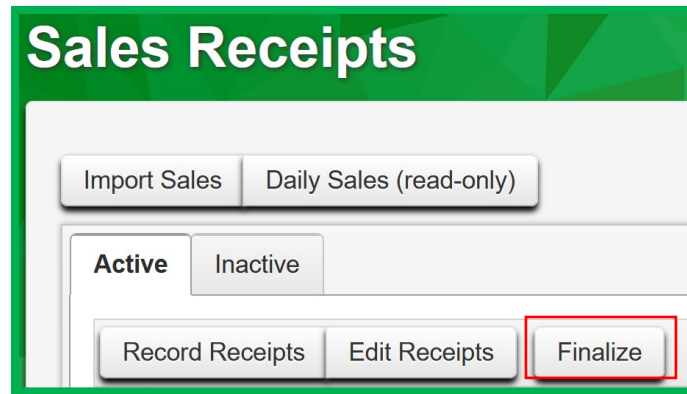 Sales Receipts
Import Sales Daily Sales (read-only)
Active Inactive
Record Receipts Edit Receipts Finalize